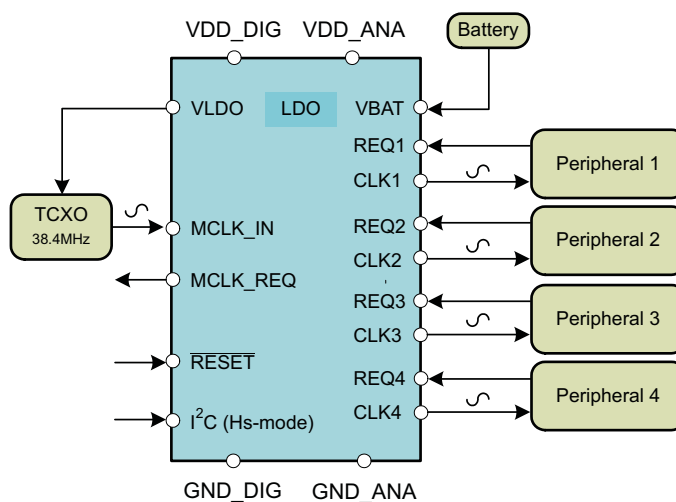 VDD_DIG
VDD_ANA
Battery
VLDO
LDO
VBAT
REQ1
CLK1
Peripheral 1
TCXO
38.4MHz
MCLK_IN
REQ2
CLK2
Peripheral 2
MCLK_REQ
REQ3
CLK3
Peripheral 3
RESET
REQ4
CLK4
Peripheral 4
I²C (Hs-mode)
GND_DIG
GND_ANA